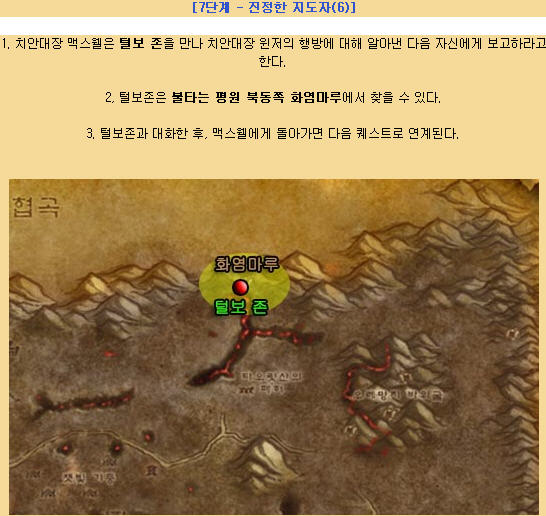 [7단계 - 진정한 지도자(6)]
1. 치안대장 맥스웰은 털보 존을 만나 치안대장 윈저의 행방에 대해 알아낸 다음 자신에게 보고하라고
한다.
2. 털보존은 불타는 평원 북동쪽 화염마루에서 찾을 수 있다.
3. 털보존과 대화한 후, 맥스웰에게 돌아가면 다음 퀘스트로 연계된다.
협곡
화염마루
털보 존
폐허
잿빛 기둥